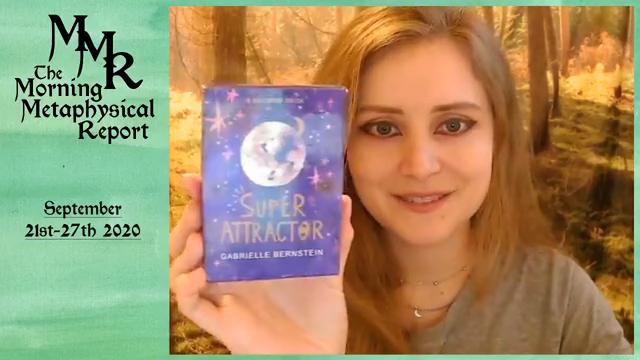 MMR
The
Morning
Metaphysical
Report
September
21st-27th 2020
SUPER
ATTRACTOR
GABRIELLE BERNSTEIN